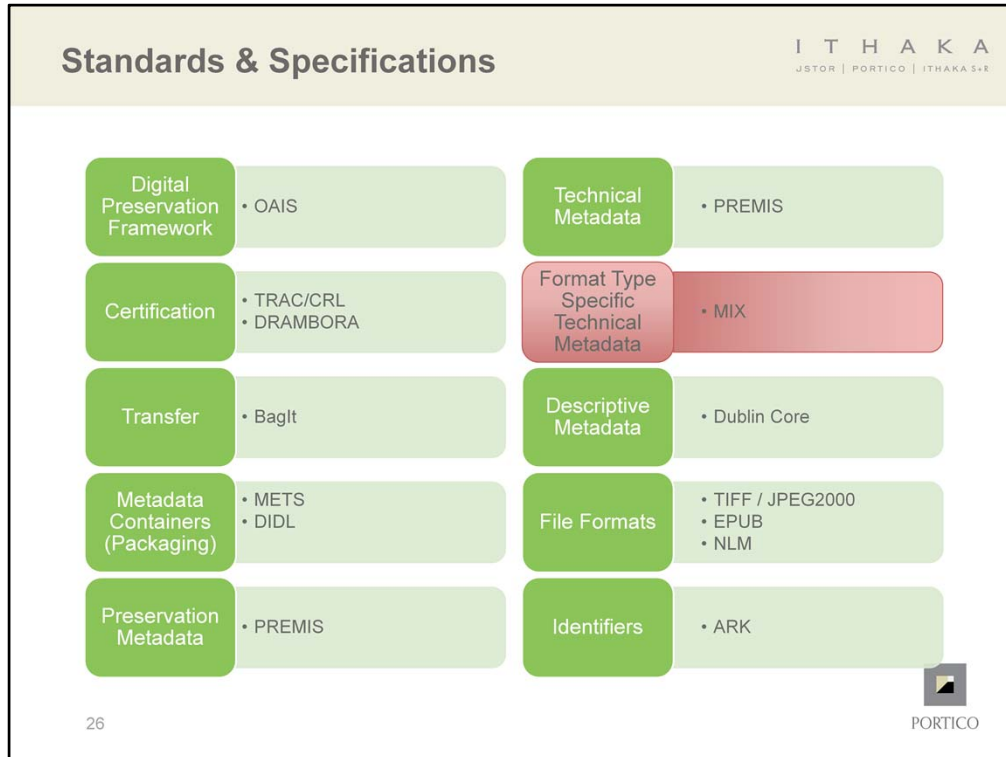 Standards & Specifications
I T H A K A
JSTOR | PORTICO | ITHAKA S+R
Digital
Preservation
Framework
• OAIS
Certification
• TRAC/CRL
• DRAMBORA
Transfer
• BagIt
Metadata
Containers
(Packaging)
• METS
• DIDL
Preservation
Metadata
• PREMIS
Technical
Metadata
• PREMIS
Format Type
Specific
Technical
Metadata
• MIX
Descriptive
Metadata
• Dublin Core
File Formats
• TIFF / JPEG2000
• EPUB
• NLM
Identifiers
• ARK
26
PORTICO